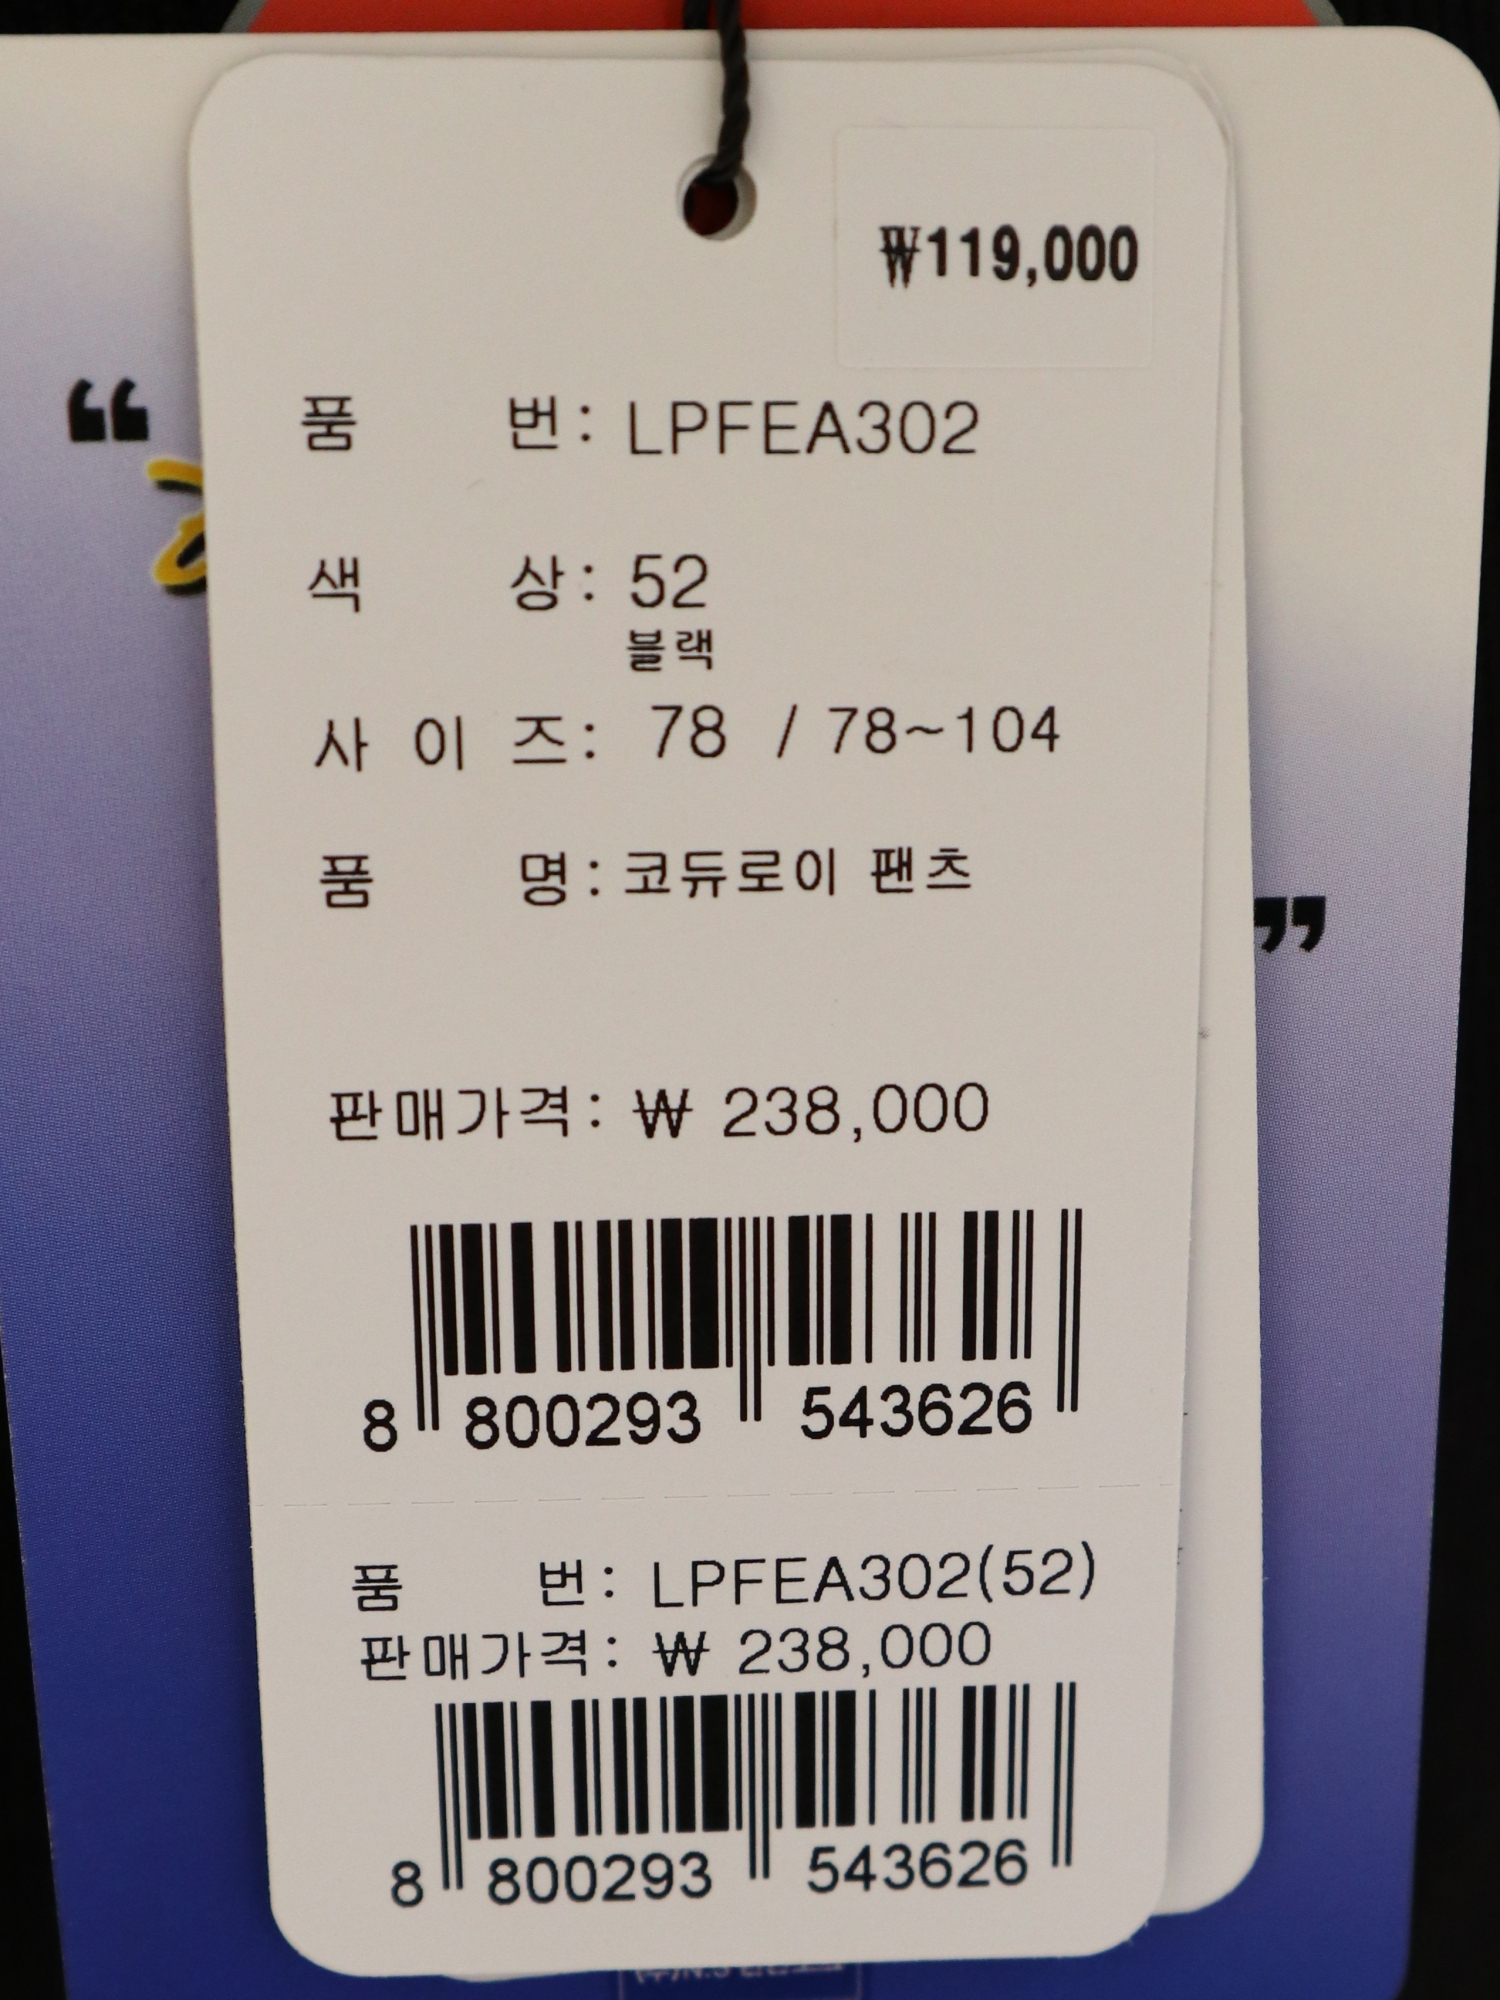 ₩119,000
“
품 번: LPFEA302
색 상: 52
블랙
사 이 즈: 78 / 78~104
품 명: 코듀로이 팬츠
”
판매가격: ₩ 238,000
8 800293 543626
품 번: LPFEA302(52)
판매가격: ₩ 238,000
8 800293 543626